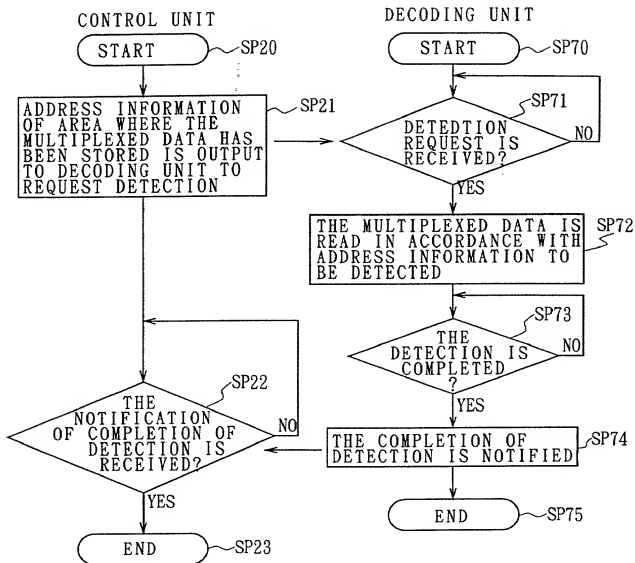 CONTROL UNIT
START
SP20
ADDRESS INFORMATION
OF AREA WHERE THE
MULTIPLEXED DATA HAS
BEEN STORED IS OUTPUT
TO DECODING UNIT TO
REQUEST DETECTION
SP21
THE
NOTIFICATION
OF COMPLETION OF
DETECTION IS
RECEIVED?
SP22
NO
YES
END
SP23
DECODING UNIT
START
SP70
DETEDTION
REQUEST IS
RECEIVED?
SP71
NO
YES
THE MULTIPLEXED DATA IS
READ IN ACCORDANCE WITH
ADDRESS INFORMATION TO
BE DETECTED
SP72
THE
DETECTION IS
COMPLETED
?
SP73
NO
YES
THE COMPLETION OF
DETECTION IS NOTIFIED
SP74
END
SP75